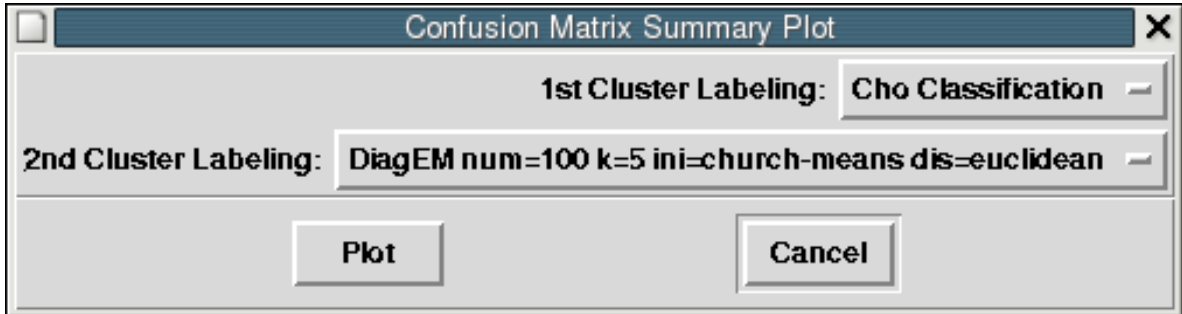 Confusion Matrix Summary Plot
1st Cluster Labeling: Cho Classification
2nd Cluster Labeling: DiagEM num=100 k=5 ini=church-means dis=euclidean
Plot Cancel